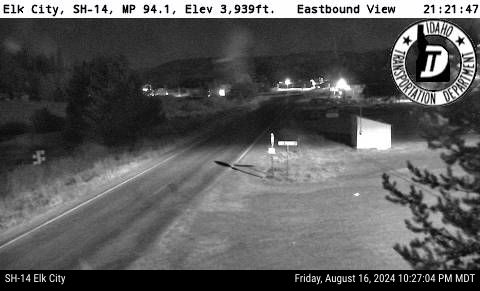 Elk City, SH-14, MP 94.1, Elev 3,939ft. Eastbound View 21:21:47
IDAHO
TRANSPORTATION DEPARTMENT
SH-14 Elk City Friday, August 16, 2024 10:27:04 PM MDT